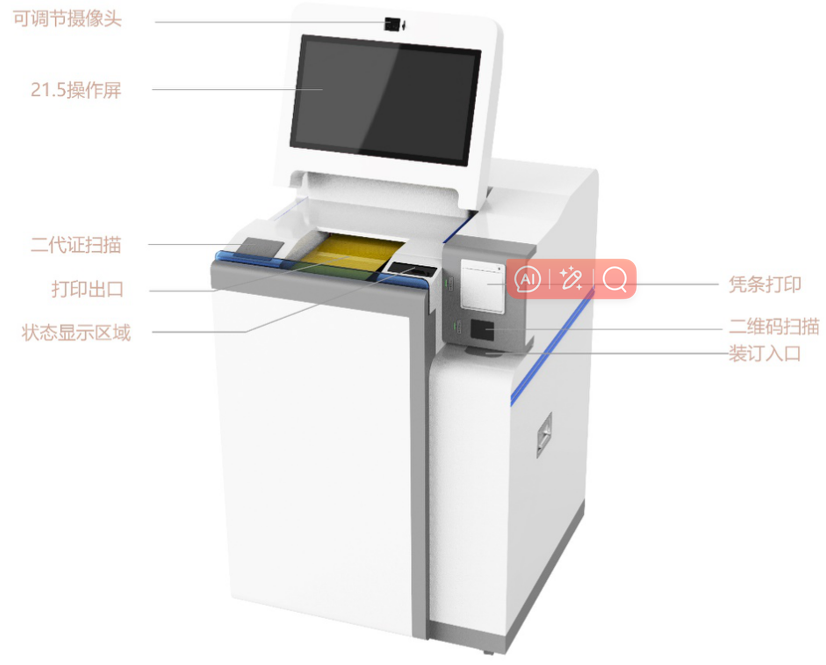 可调节摄像头
21.5操作屏
二代证扫描
打印出口
状态显示区域
AI
凭条打印
二维码扫描
装订入口